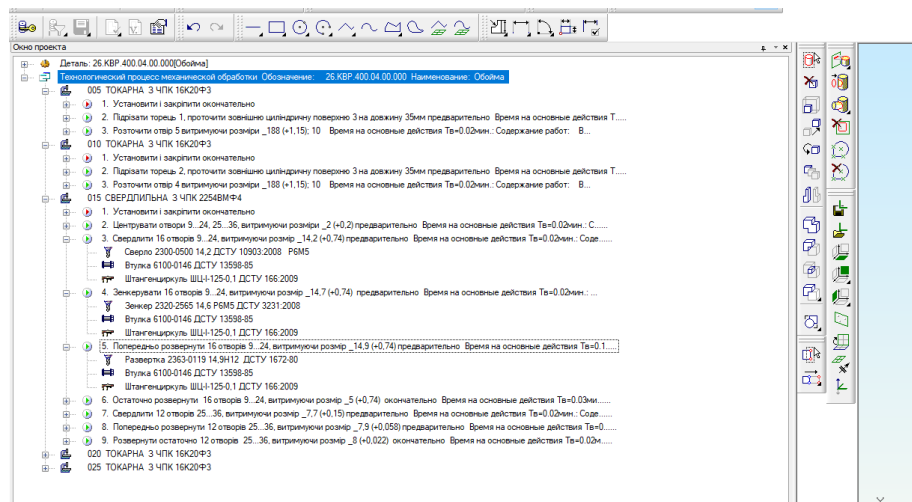 Окно проекта
Деталь: 26.КВР.400.04.00.000[Обойма]
Технологический процесс механической обработки Обозначение: 26.КВР.400.04.00.000 Наименование: Обойма
005 ТОКАРНА З ЧПК 16К20Ф3
1. Установити і закріпити окончательно
2. Підрізати торець 1, проточити зовнішню циліндричну поверхню 3 на довжину 35мм предварительно Время на основные действия Т.....
3. Розточити отвір 5 витримуючи розміри _188 (+1,15); 10 Время на основные действия Тв=0.02мин.: Содержание работ: В...
010 ТОКАРНА З ЧПК 16К20Ф3
1. Установити і закріпити окончательно
2. Підрізати торець 2, проточити зовнішню циліндричну поверхню 3 на довжину 35мм предварительно Время на основные действия Т.....
3. Розточити отвір 4 витримуючи розміри _188 (+1,15); 10 Время на основные действия Тв=0.02мин.: Содержание работ: В...
015 СВЕРДЛИЛЬНА З ЧПК 2254ВМФ4
1. Установити і закріпити окончательно
2. Центрувати отвори 9...24, 25...36, витримуючи розміри _2 (+0,2) предварительно Время на основные действия Тв=0.02мин.: С......
3. Свердлити 16 отворів 9...24, витримуючи розмір _14,2 (+0,74) предварительно Время на основные действия Тв=0.02мин.: Соде......
Сверло 2300-0500 14,2 ДСТУ 10903:2008 Р6М5
Втулка 6100-0146 ДСТУ 13598-85
Штангенциркуль ШЦ-І-125-0,1 ДСТУ 166:2009
4. Зенкерувати 16 отворів 9...24, витримуючи розмір _14,7 (+0,74) предварительно Время на основные действия Тв=0.02мин.: ...
Зенкер 2320-2565 14,6 Р6М5 ДСТУ 3231:2008
Втулка 6100-0146 ДСТУ 13598-85
Штангенциркуль ШЦ-І-125-0,1 ДСТУ 166:2009
5. Попередньо розвернути 16 отворів 9...24, витримуючи розмір _14,9 (+0,74) предварительно Время на основные действия Тв=0.1.....
Развертка 2363-0119 14,9Н12 ДСТУ 1672-80
Втулка 6100-0146 ДСТУ 13598-85
Штангенциркуль ШЦ-І-125-0,1 ДСТУ 166:2009
6. Остаточно розвернути 16 отворів 9...24, витримуючи розмір _5 (+0,74) окончательно Время на основные действия Тв=0.03ми.....
7. Свердлити 12 отворів 25...36, витримуючи розмір _7,7 (+0,15) предварительно Время на основные действия Тв=0.02мин.: Соде......
8. Попередньо розвернути 12 отворів 25...36, витримуючи розмір _7,9 (+0,058) предварительно Время на основные действия Тв=0......
9. Розвернути остаточно 12 отворів 25...36, витримуючи розмір _8 (+0,022) окончательно Время на основные действия Тв=0.02м...
020 ТОКАРНА З ЧПК 16К20Ф3
025 ТОКАРНА З ЧПК 16К20Ф3